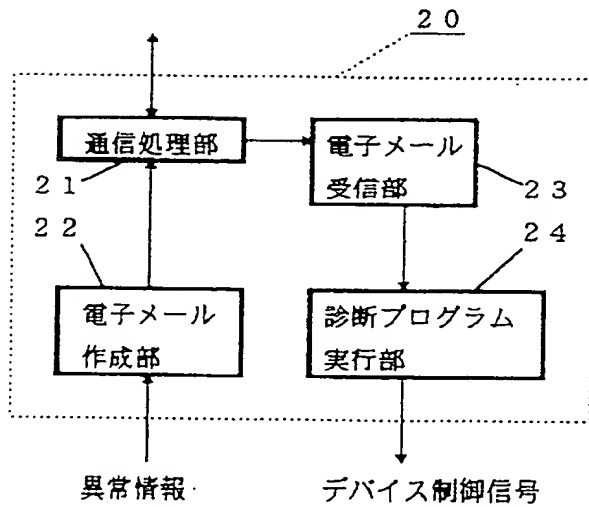 ２０
通信処理部
２１
電子メール
受信部
２３
２２
２４
電子メール
作成部
診断プログラム
実行部
異常情報
デバイス制御信号